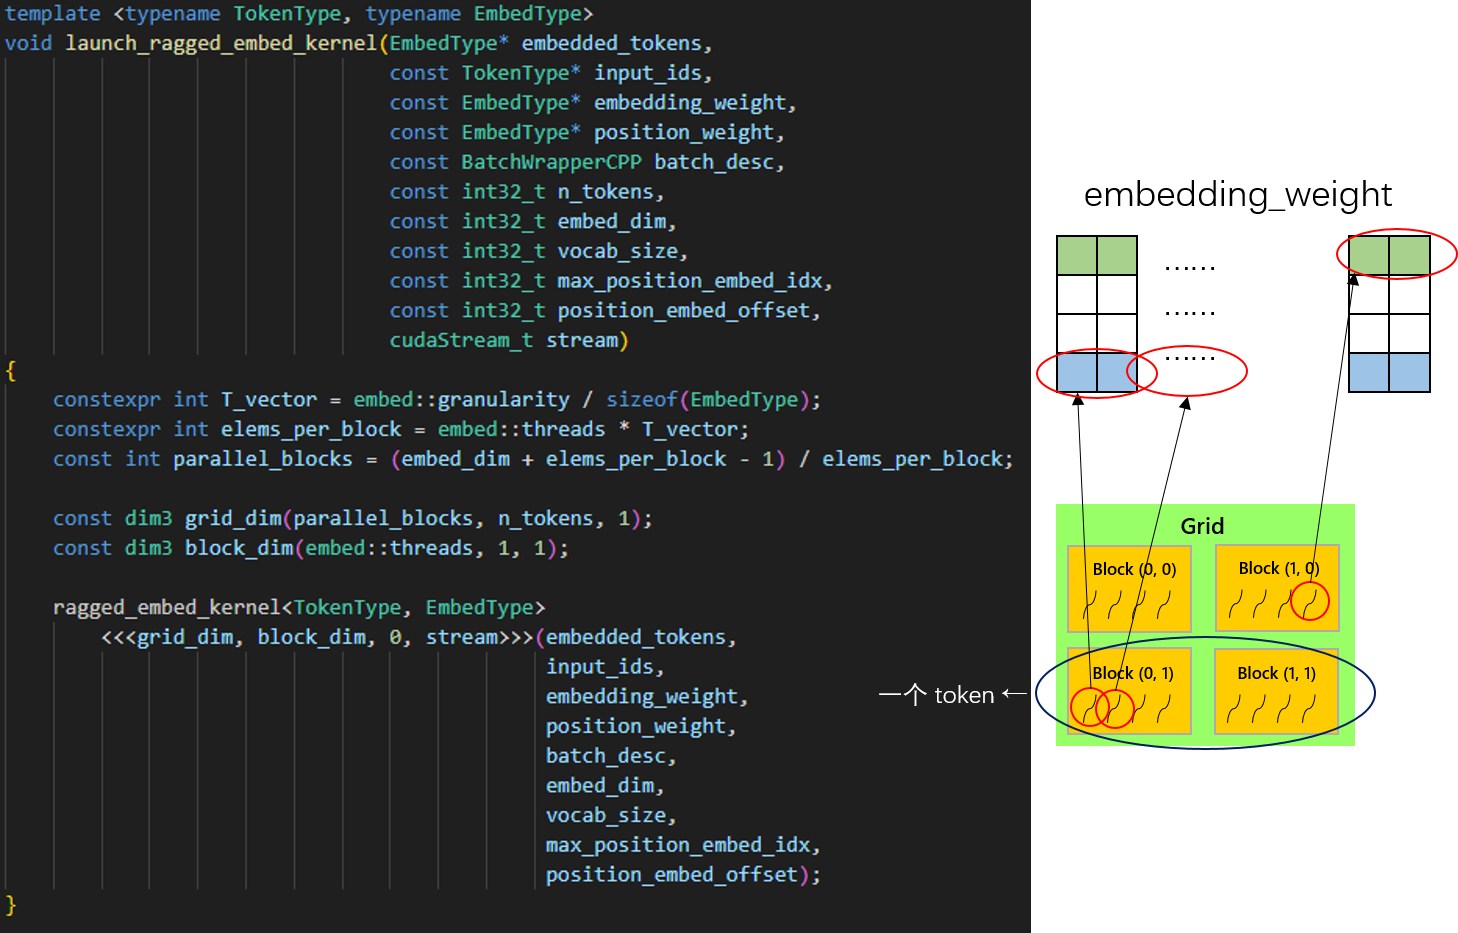 template <typename TokenType, typename EmbedType>
void launch_ragged_embed_kernel(EmbedType* embedded_tokens,
const TokenType* input_ids,
const EmbedType* embedding_weight,
const EmbedType* position_weight,
const BatchWrapperCPP batch_desc,
const int32_t n_tokens,
const int32_t embed_dim,
const int32_t vocab_size,
const int32_t max_position_embed_idx,
const int32_t position_embed_offset,
cudaStream_t stream)
{
constexpr int T_vector = embed::granularity / sizeof(EmbedType);
constexpr int elems_per_block = embed::threads * T_vector;
const int parallel_blocks = (embed_dim + elems_per_block - 1) / elems_per_block;
const dim3 grid_dim(parallel_blocks, n_tokens, 1);
const dim3 block_dim(embed::threads, 1, 1);
ragged_embed_kernel<TokenType, EmbedType>
<<<grid_dim, block_dim, 0, stream>>>(embedded_tokens,
input_ids,
embedding_weight,
position_weight,
batch_desc,
embed_dim,
vocab_size,
max_position_embed_idx,
position_embed_offset);
}
embedding_weight
……
……
……
Grid
Block (0, 0)
Block (1, 0)
Block (0, 1)
Block (1, 1)
一个 token ←